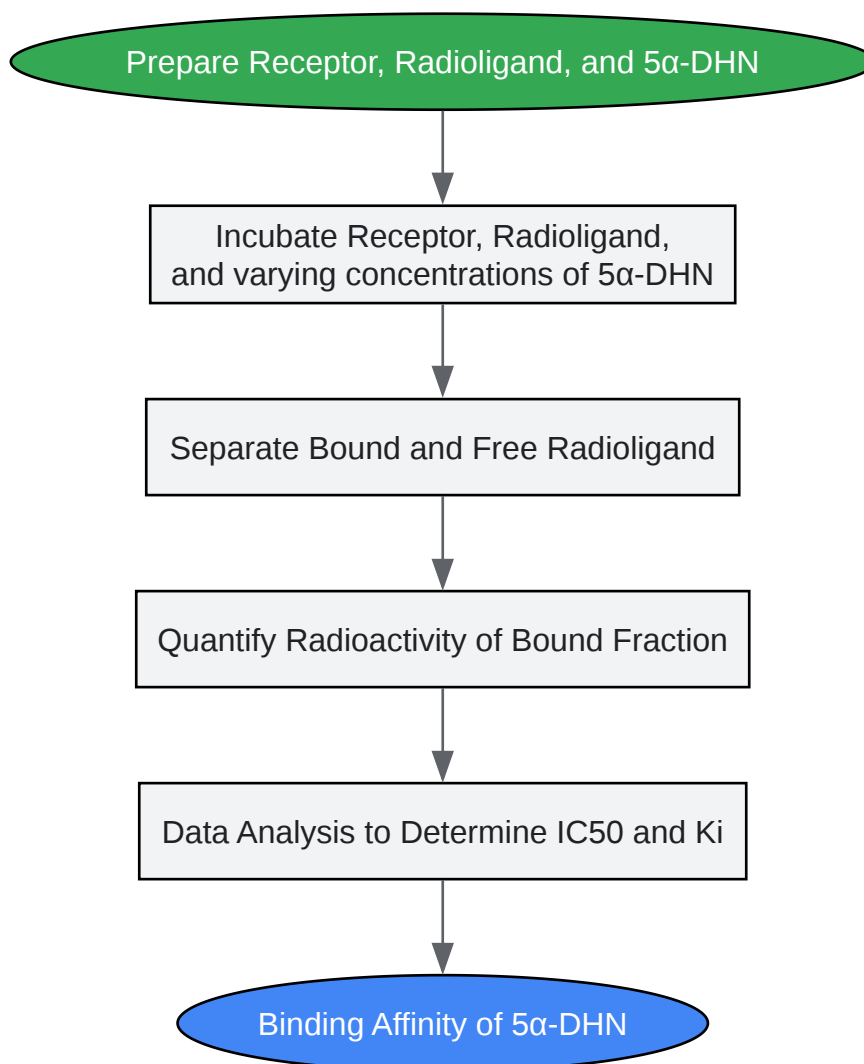 Prepare Receptor, Radioligand, and 5α-DHN
Incubate Receptor, Radioligand,
and varying concentrations of 5α-DHN
Separate Bound and Free Radioligand
Quantify Radioactivity of Bound Fraction
Data Analysis to Determine IC50 and Ki
Binding Affinity of 5α-DHN